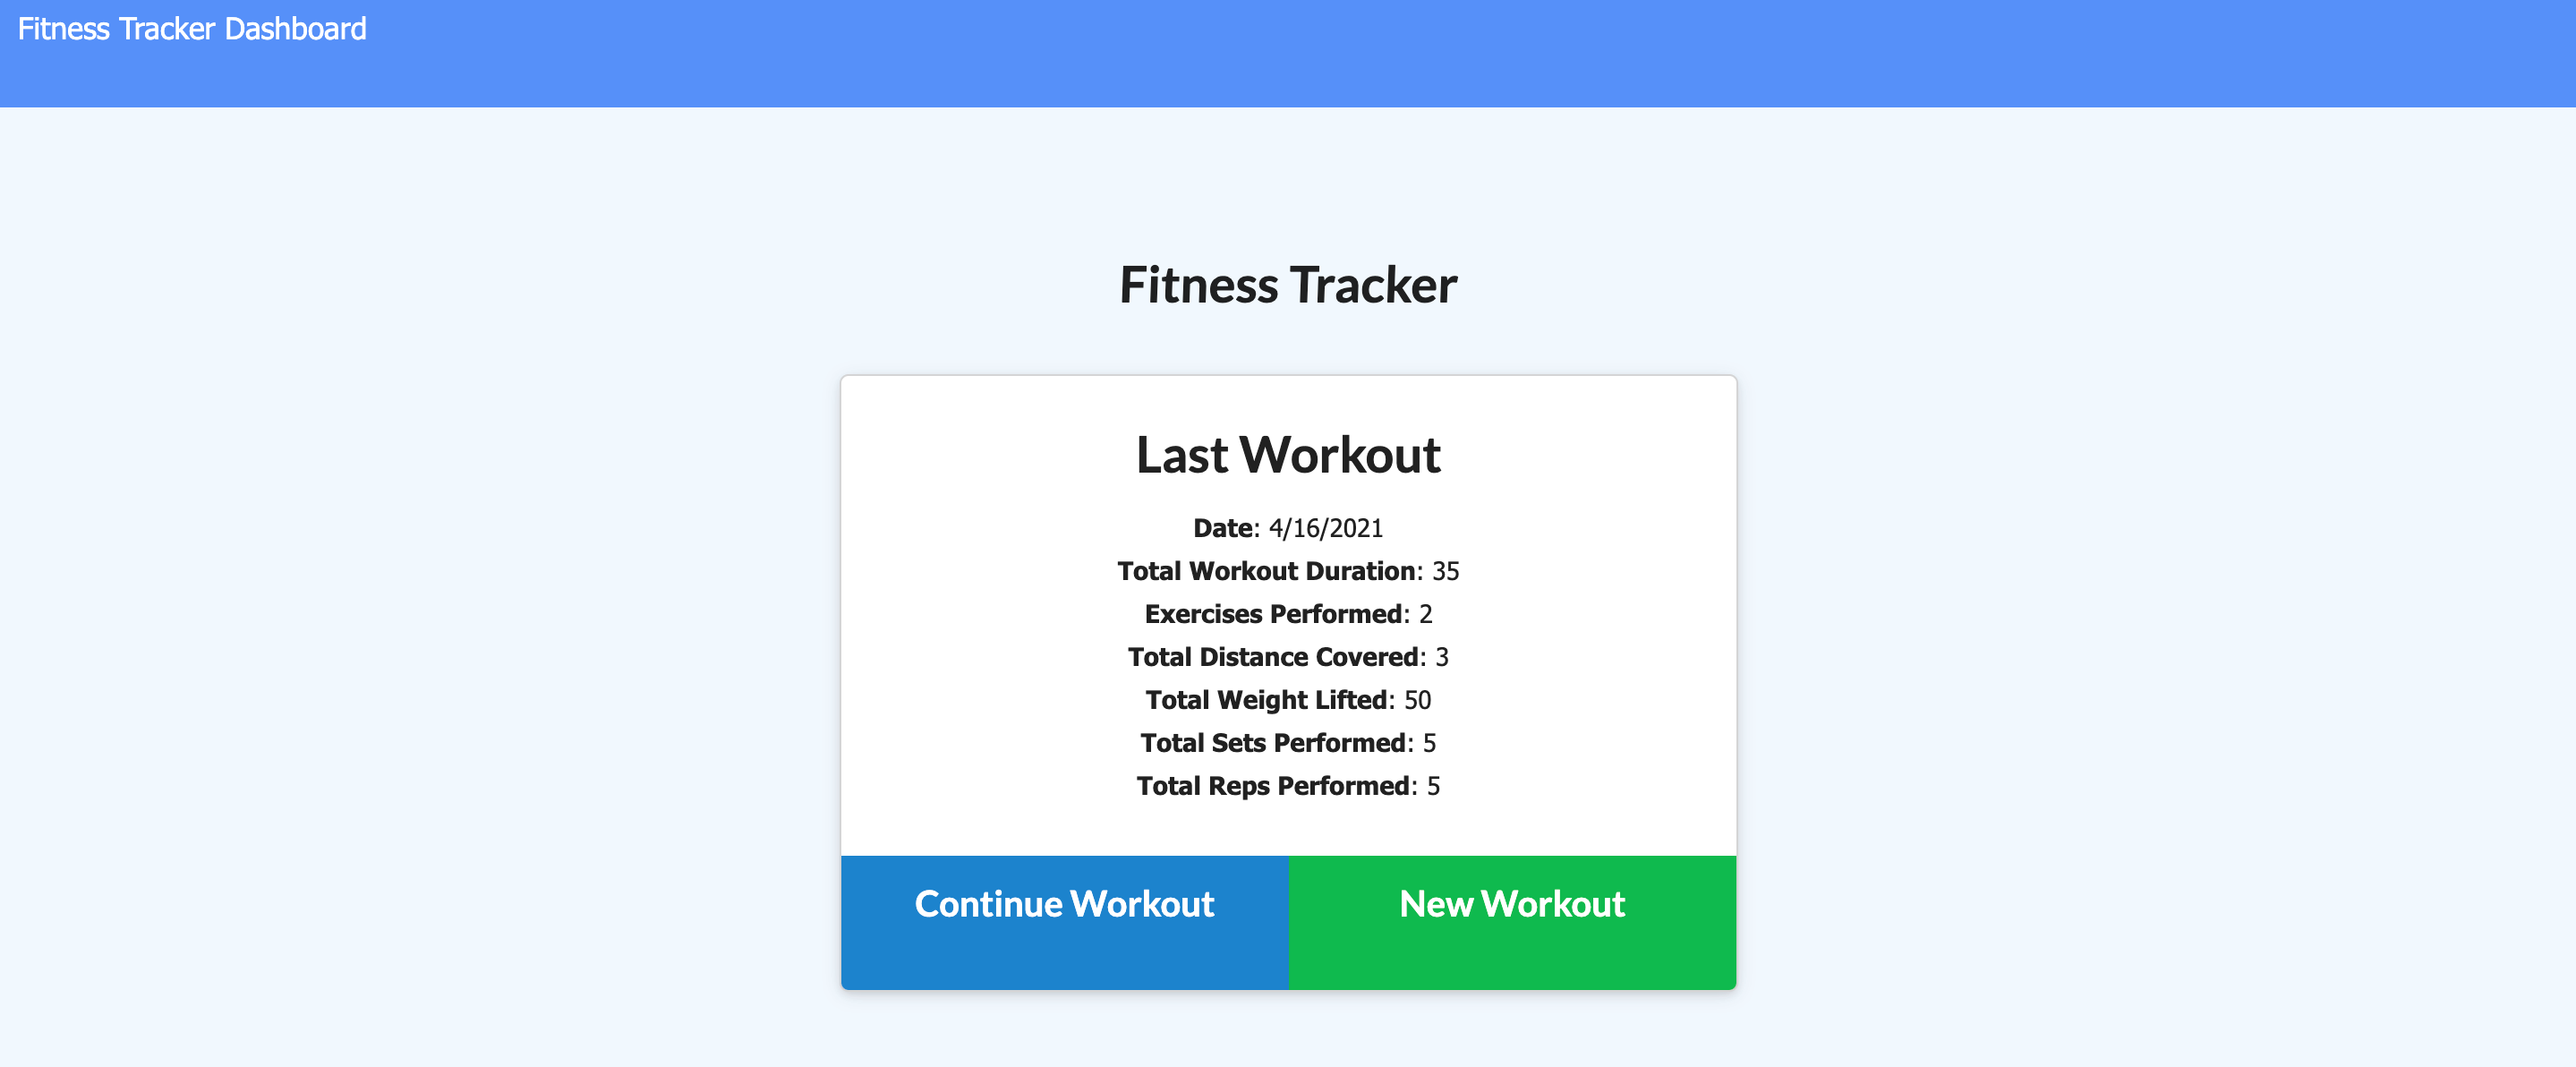 Fitness Tracker Dashboard
Fitness Tracker
Last Workout
Date: 4/16/2021
Total Workout Duration: 35
Exercises Performed: 2
Total Distance Covered: 3
Total Weight Lifted: 50
Total Sets Performed: 5
Total Reps Performed: 5
Continue Workout
New Workout